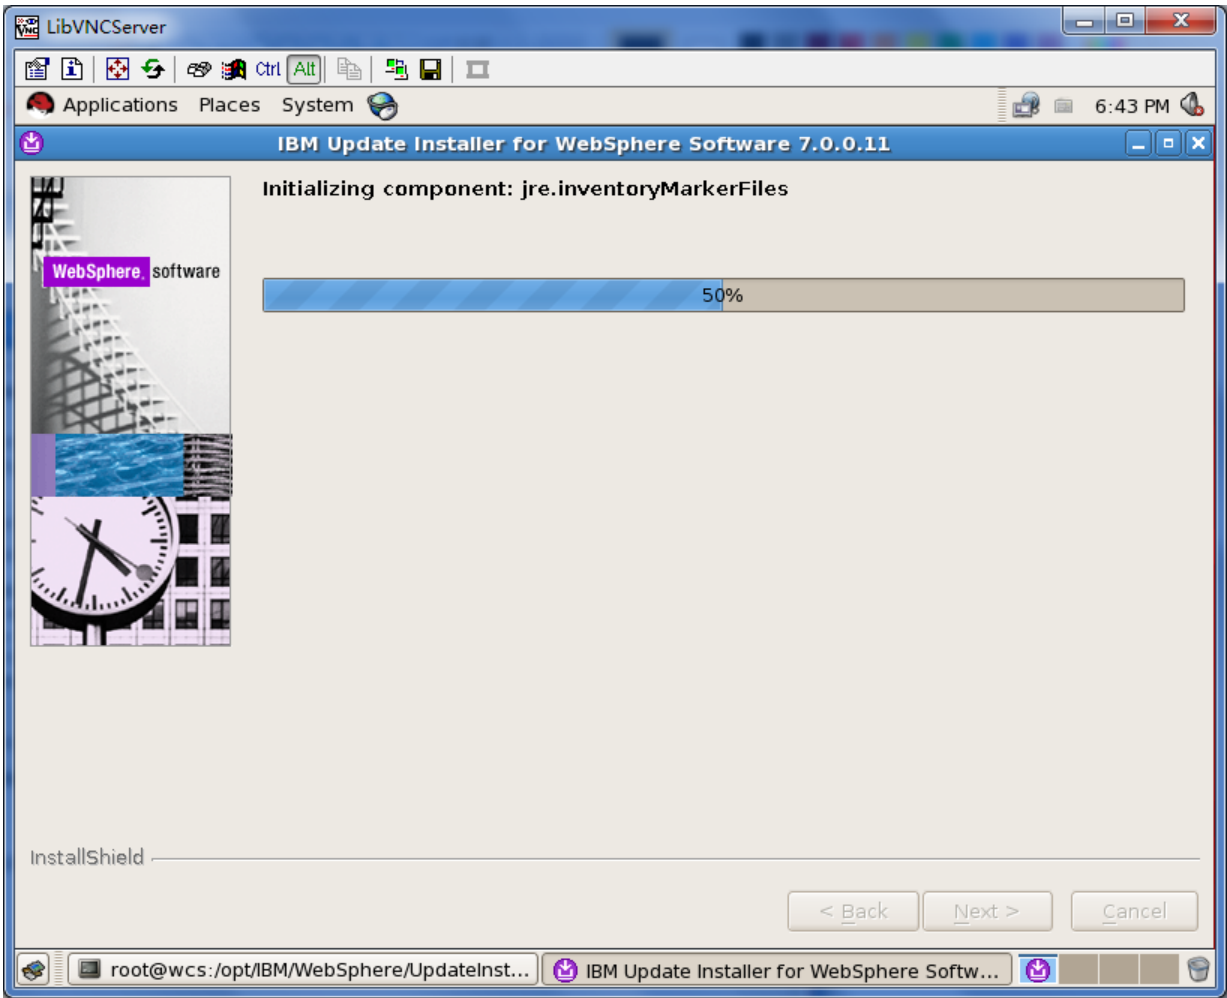 LibVNCServer
Ctrl Alt
Applications Places System 6:43 PM
IBM Update Installer for WebSphere Software 7.0.0.11
Initializing component: jre.inventoryMarkerFiles
WebSphere. software
50%
InstallShield
< Back Next > Cancel
root@wcs:/opt/IBM/WebSphere/UpdateInst... IBM Update Installer for WebSphere Softw...